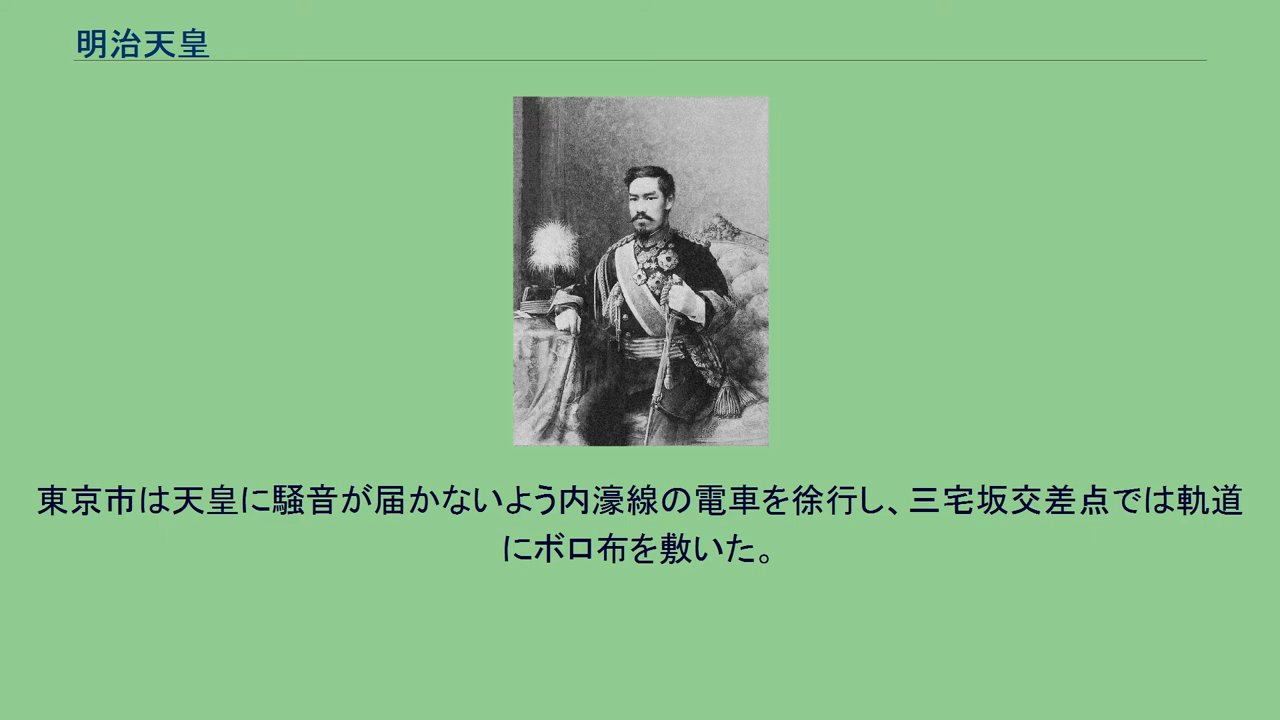 明治天皇
東京市は天皇に騒音が届かないよう内濠線の電車を徐行し、三宅坂交差点では軌道
にボロ布を敷いた。